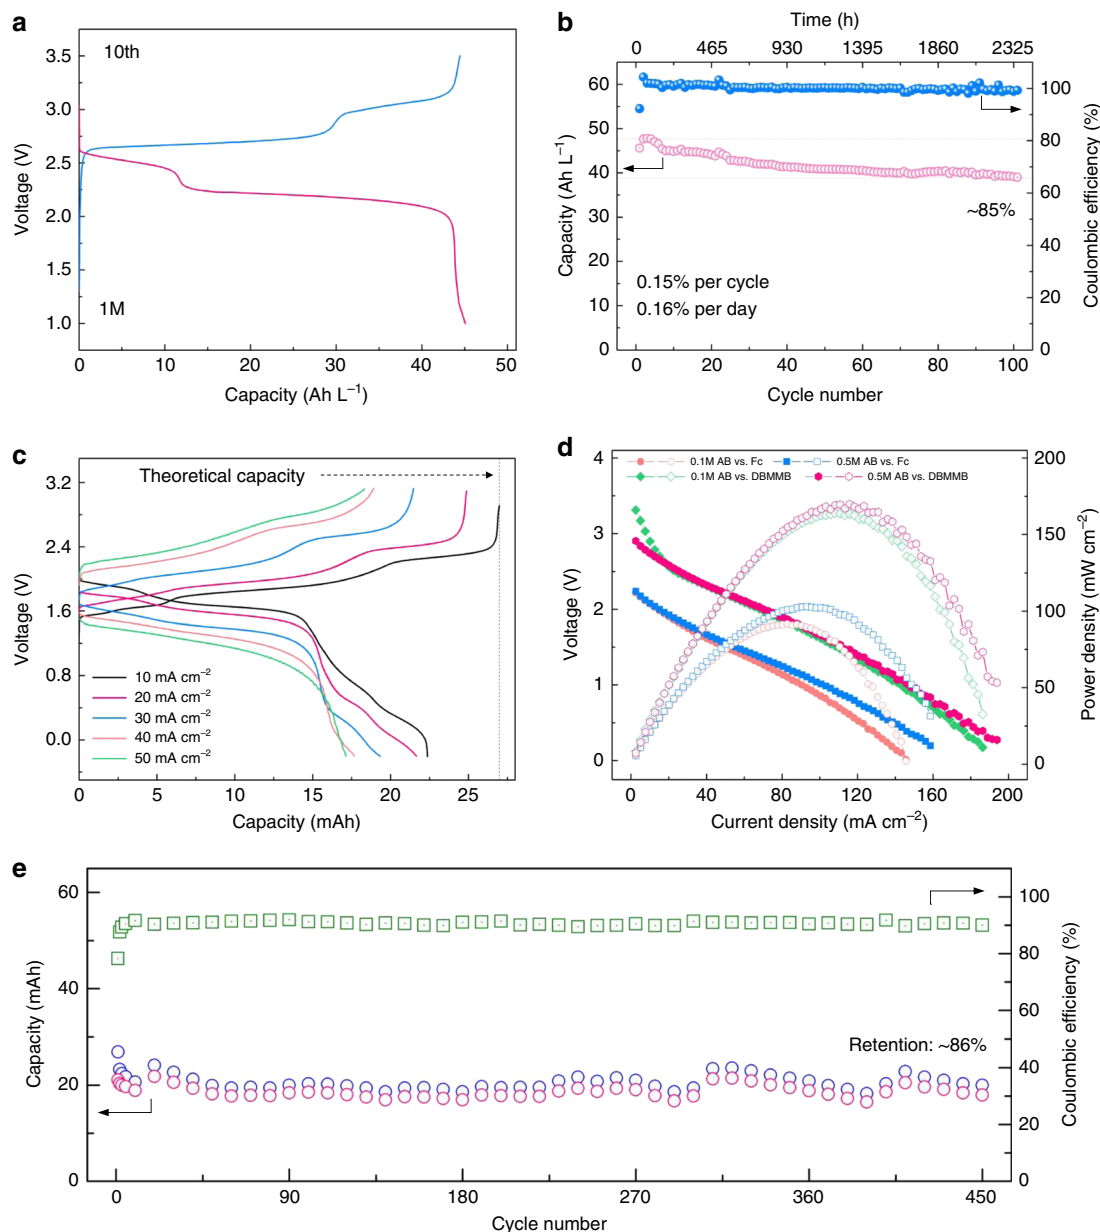 a
10th
1M
3.5
3.0
2.5
2.0
1.5
1.0
Voltage (V)
0 10 20 30 40 50
Capacity (Ah L⁻¹)
b
Time (h)
0 465 930 1395 1860 2325
60
50
40
30
20
10
0
Capacity (Ah L⁻¹)
100
80
60
40
20
0
Coulombic efficiency (%)
~85%
0.15% per cycle
0.16% per day
0 20 40 60 80 100
Cycle number
c
Theoretical capacity
3.2
2.4
1.6
0.8
0.0
Voltage (V)
10 mA cm⁻²
20 mA cm⁻²
30 mA cm⁻²
40 mA cm⁻²
50 mA cm⁻²
0 5 10 15 20 25
Capacity (mAh)
d
0.1M AB vs. Fc 0.5M AB vs. Fc
0.1M AB vs. DBMMB 0.5M AB vs. DBMMB
4
3
2
1
0
Voltage (V)
200
150
100
50
0
Power density (mW cm⁻²)
0 40 80 120 160 200
Current density (mA cm⁻²)
e
60
40
20
0
Capacity (mAh)
100
80
60
40
20
0
Coulombic efficiency (%)
Retention: ~86%
0 90 180 270 360 450
Cycle number